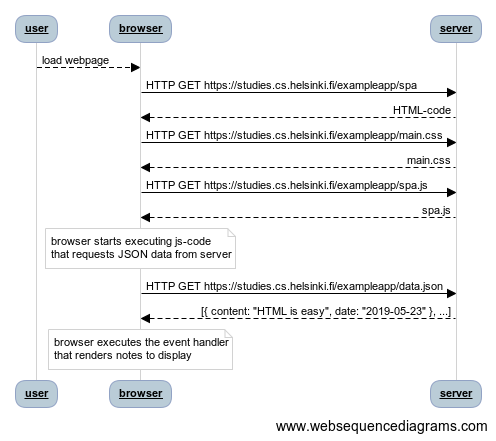 user browser server
load webpage
HTTP GET https://studies.cs.helsinki.fi/exampleapp/spa
HTML-code
HTTP GET https://studies.cs.helsinki.fi/exampleapp/main.css
main.css
HTTP GET https://studies.cs.helsinki.fi/exampleapp/spa.js
spa.js
browser starts executing js-code
that requests JSON data from server
HTTP GET https://studies.cs.helsinki.fi/exampleapp/data.json
[{ content: "HTML is easy", date: "2019-05-23" }, ...]
browser executes the event handler
that renders notes to display
user browser server
www.websequencediagrams.com